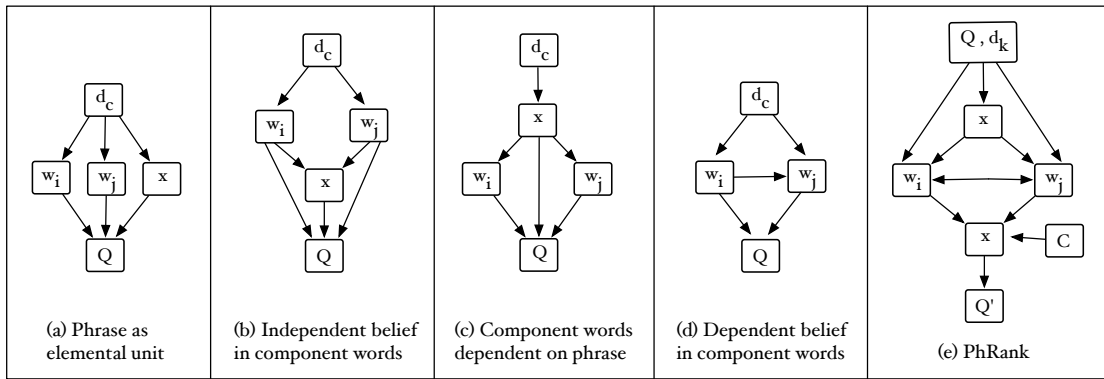 d_c
w_i
w_j
x
Q
(a) Phrase as
elemental unit
d_c
w_i
w_j
x
Q
(b) Independent belief
in component words
d_c
x
w_i
w_j
Q
(c) Component words
dependent on phrase
d_c
w_i
w_j
Q
(d) Dependent belief
in component words
Q , d_k
x
w_i
w_j
x
C
Q'
(e) PhRank